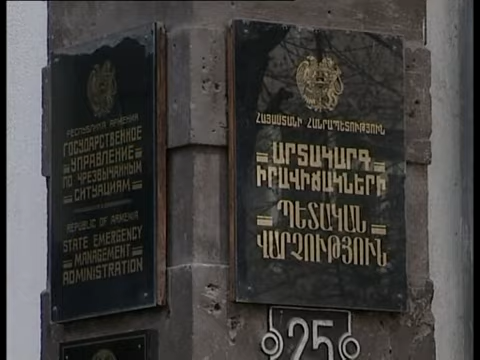 РЕСПУБЛИКА АРМЕНИЯ
ГОСУДАРСТВЕННОЕ
УПРАВЛЕНИЕ
ПО ЧРЕЗВЫЧАЙНЫМ
СИТУАЦИЯМ
REPUBLIC OF ARMENIA
STATE EMERGENCY
MANAGEMENT
ADMINISTRATION
ՀԱՅԱՍՏԱՆԻ ՀԱՆՐԱՊԵՏՈՒԹՅՈՒՆ
ԱՐՏԱԿԱՐԳ
ԻՐԱՎԻՃԱԿՆԵՐԻ
ՊԵՏԱԿԱՆ
ՎԱՐՉՈՒԹՅՈՒՆ
25